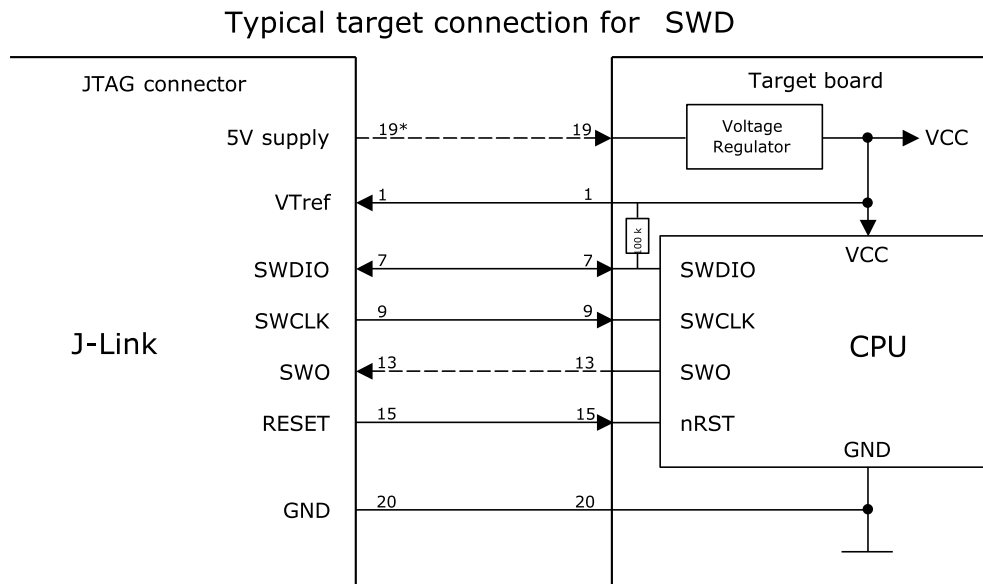 Typical target connection for SWD
JTAG connector
Target board
5V supply
19*
19
Voltage
Regulator
VCC
VTref
1
1
100 k
VCC
SWDIO
7
7
SWDIO
SWCLK
9
9
SWCLK
J-Link
CPU
SWO
13
13
SWO
RESET
15
15
nRST
GND
GND
20
20